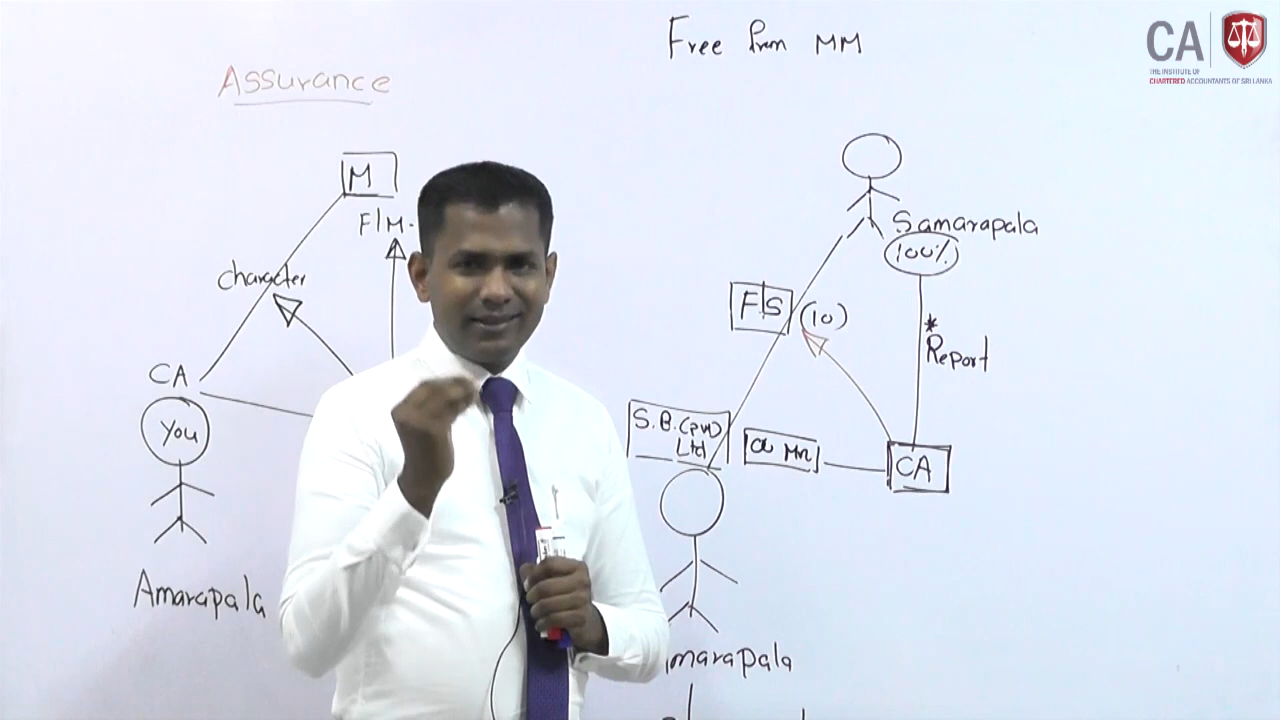 Free from MM
CA
THE INSTITUTE OF
CHARTERED ACCOUNTANTS OF SRI LANKA
Assurance
M
F/M.
Character
CA
You
Amarapala
Samarapala
100%
F/S (10)
* Report
S.B.(pvt)
Ltd
CA
marapala